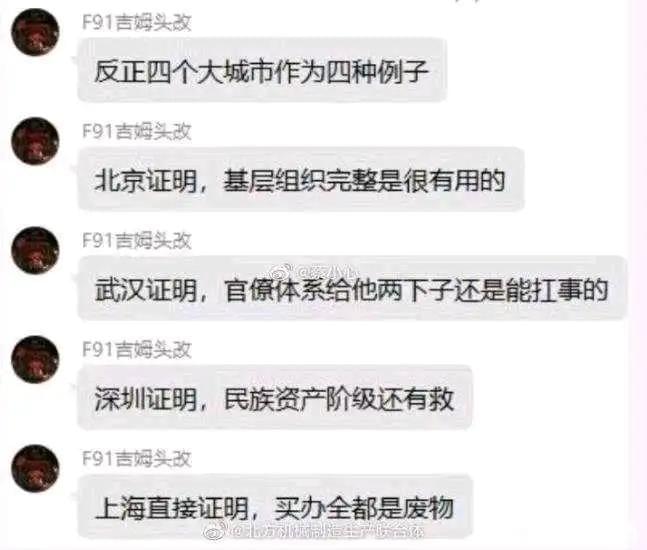 F91吉姆头改
反正四个大城市作为四种例子
F91吉姆头改
北京证明，基层组织完整是很有用的
F91吉姆头改
武汉证明，官僚体系给他两下子还是能扛事的
F91吉姆头改
深圳证明，民族资产阶级还有救
F91吉姆头改
上海直接证明，买办全都是废物
@北方机械制造生产联合体